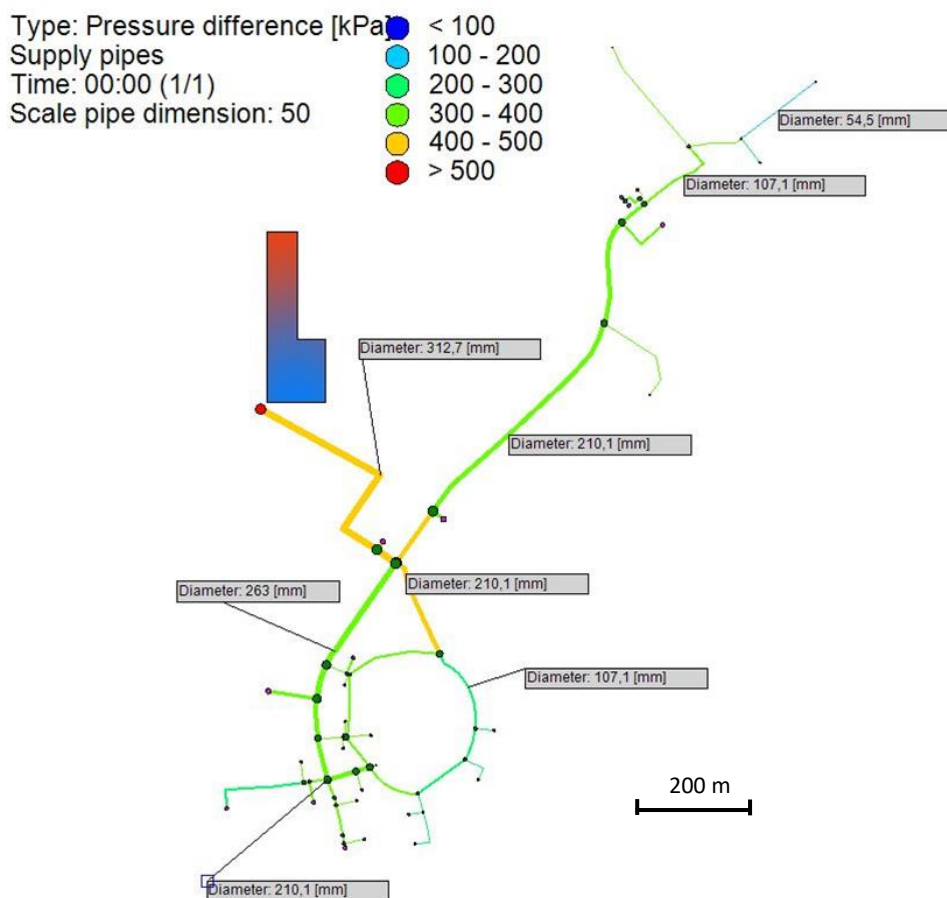 Type: Pressure difference [kPa]
Supply pipes
Time: 00:00 (1/1)
Scale pipe dimension: 50
< 100
100 - 200
200 - 300
300 - 400
400 - 500
> 500
Diameter: 54,5 [mm]
Diameter: 107,1 [mm]
Diameter: 312,7 [mm]
Diameter: 210,1 [mm]
Diameter: 210,1 [mm]
Diameter: 263 [mm]
Diameter: 107,1 [mm]
200 m
Diameter: 210,1 [mm]